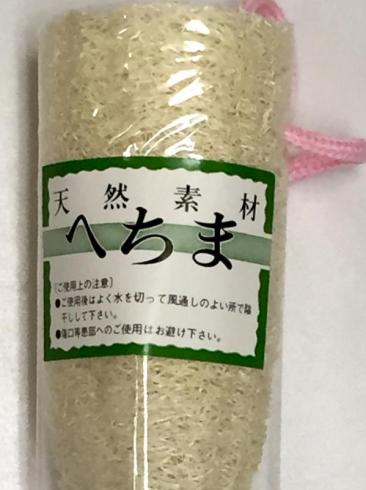 天然素材
へちま
〔ご使用上の注意〕
●ご使用後はよく水を切って風通しのよい所で陰
干しして下さい。
●傷口等患部へのご使用はお避け下さい。